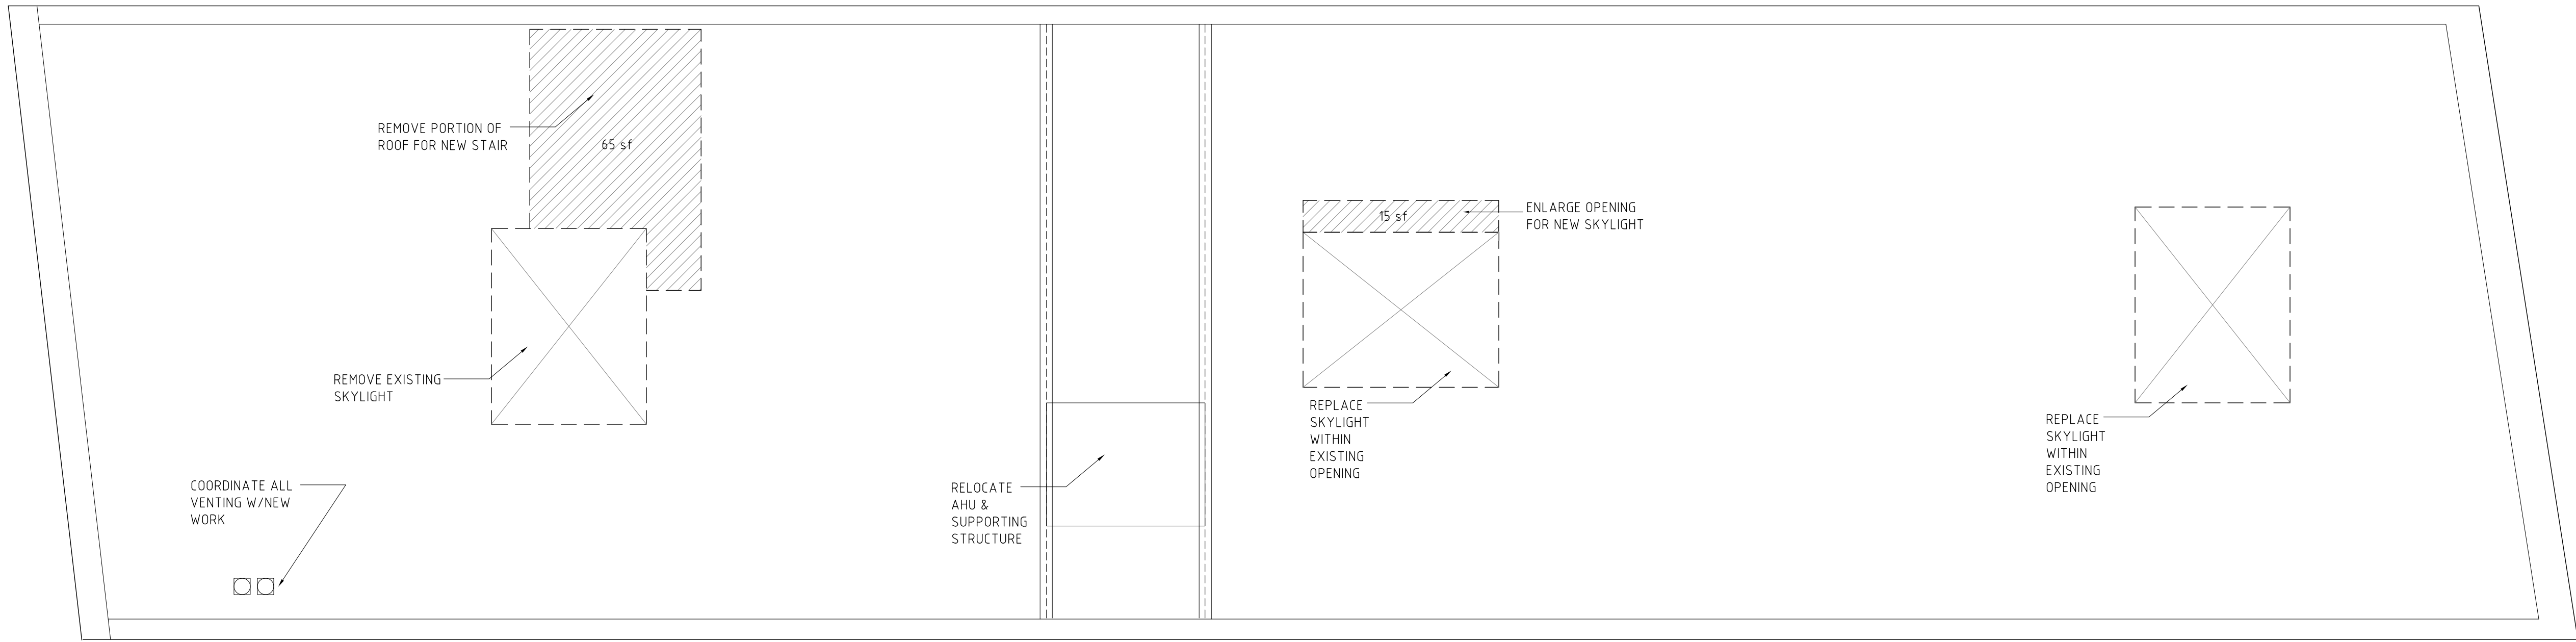 REMOVE PORTION OF
ROOF FOR NEW STAIR
65 sf
REMOVE EXISTING
SKYLIGHT
COORDINATE ALL
VENTING W/NEW
WORK
RELOCATE
AHU &
SUPPORTING
STRUCTURE
15 sf
ENLARGE OPENING
FOR NEW SKYLIGHT
REPLACE
SKYLIGHT
WITHIN
EXISTING
OPENING
REPLACE
SKYLIGHT
WITHIN
EXISTING
OPENING